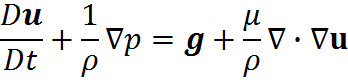 D𝒖/Dt + 1/ρ ∇p = 𝒈 + μ/ρ ∇ · ∇𝐮